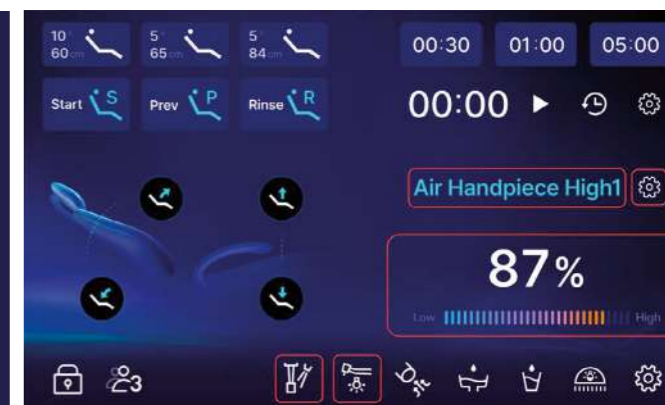 10° 5° 5° 00:30 01:00 05:00
60cm 65cm 84cm
Start S Prev P Rinse R 00:00
Air Handpiece High1
87%
Low High
3